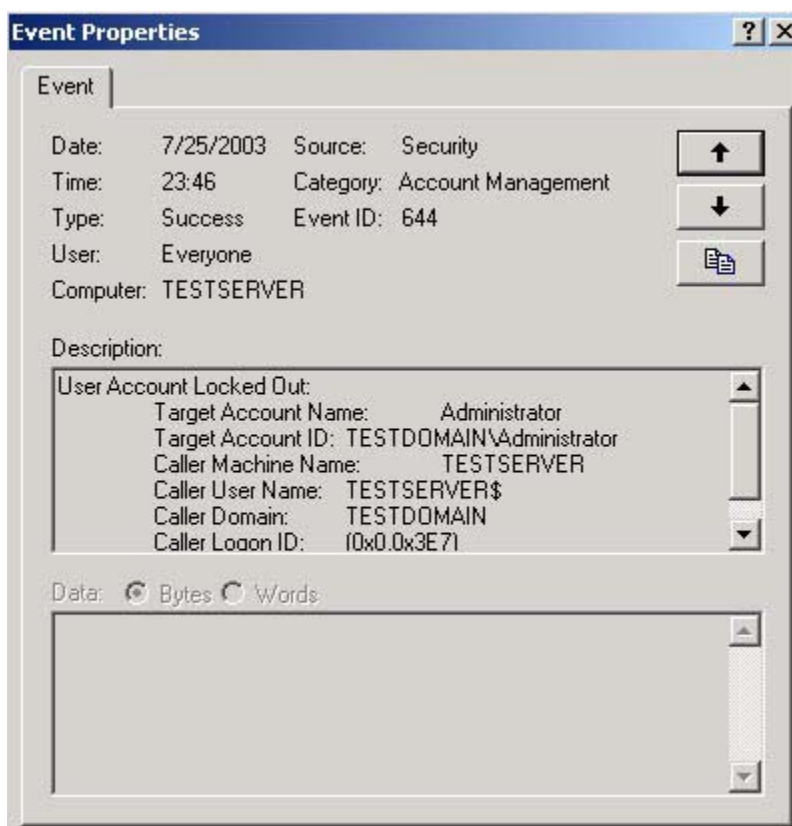 Event Properties
Event
Date: 7/25/2003 Source: Security
Time: 23:46 Category: Account Management
Type: Success Event ID: 644
User: Everyone
Computer: TESTSERVER
Description:
User Account Locked Out:
Target Account Name: Administrator
Target Account ID: TESTDOMAIN\Administrator
Caller Machine Name: TESTSERVER
Caller User Name: TESTSERVER$
Caller Domain: TESTDOMAIN
Caller Logon ID: (0x0,0x3E7)
Data: Bytes Words